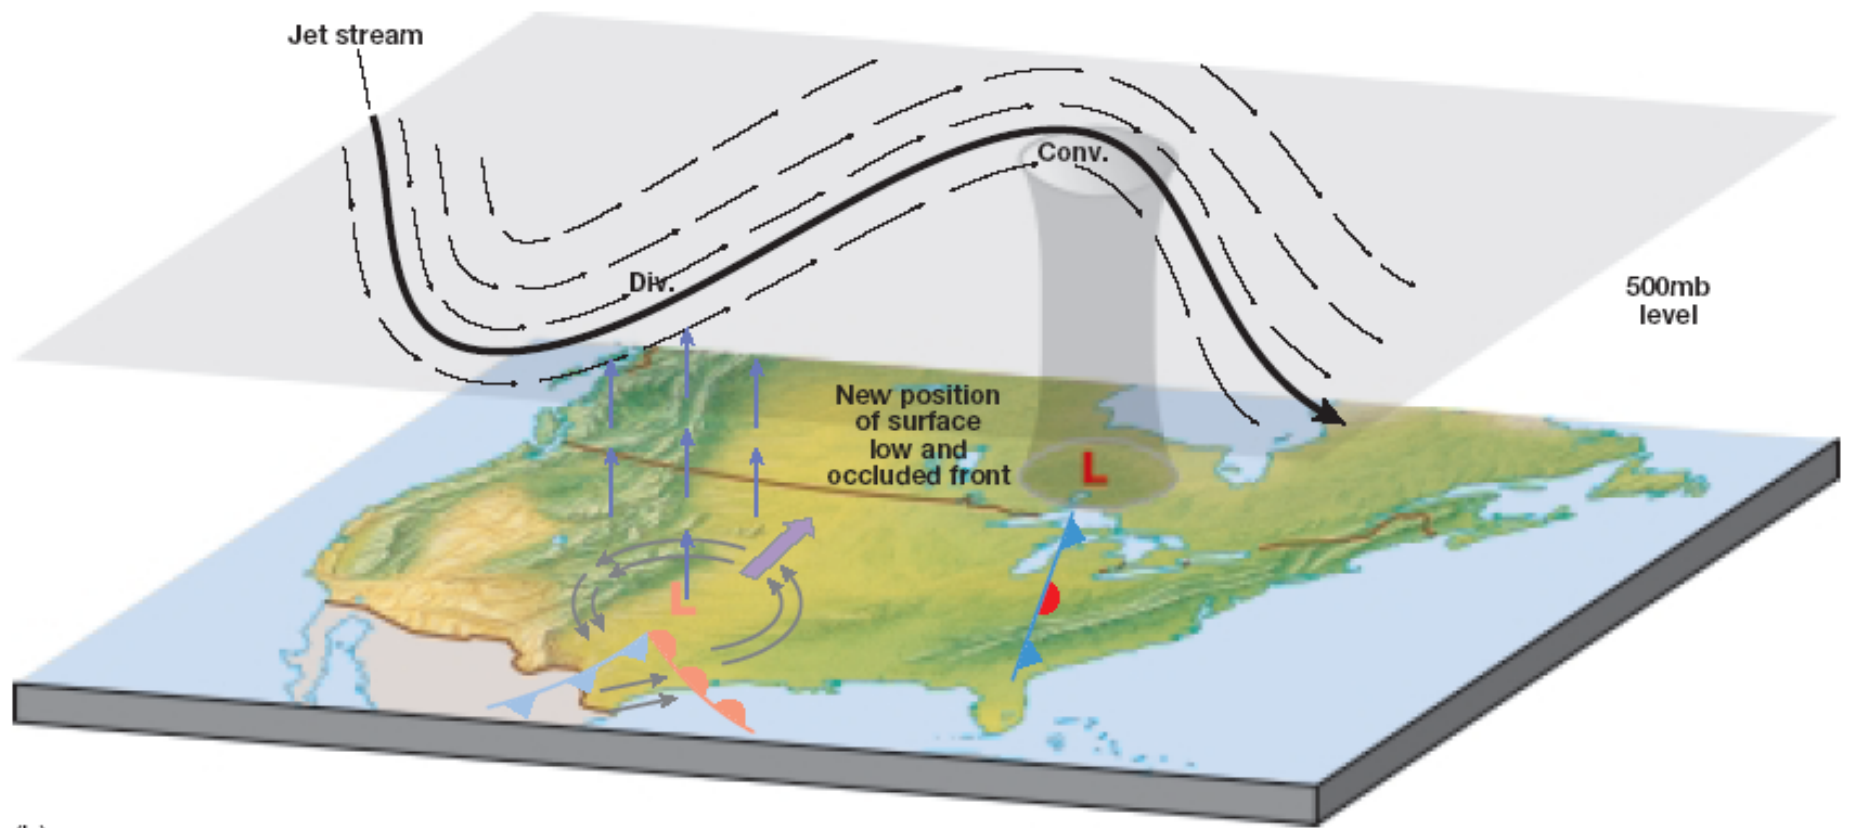 Jet stream
Conv.
Div.
500mb
level
New position
of surface
low and
occluded front
L
L